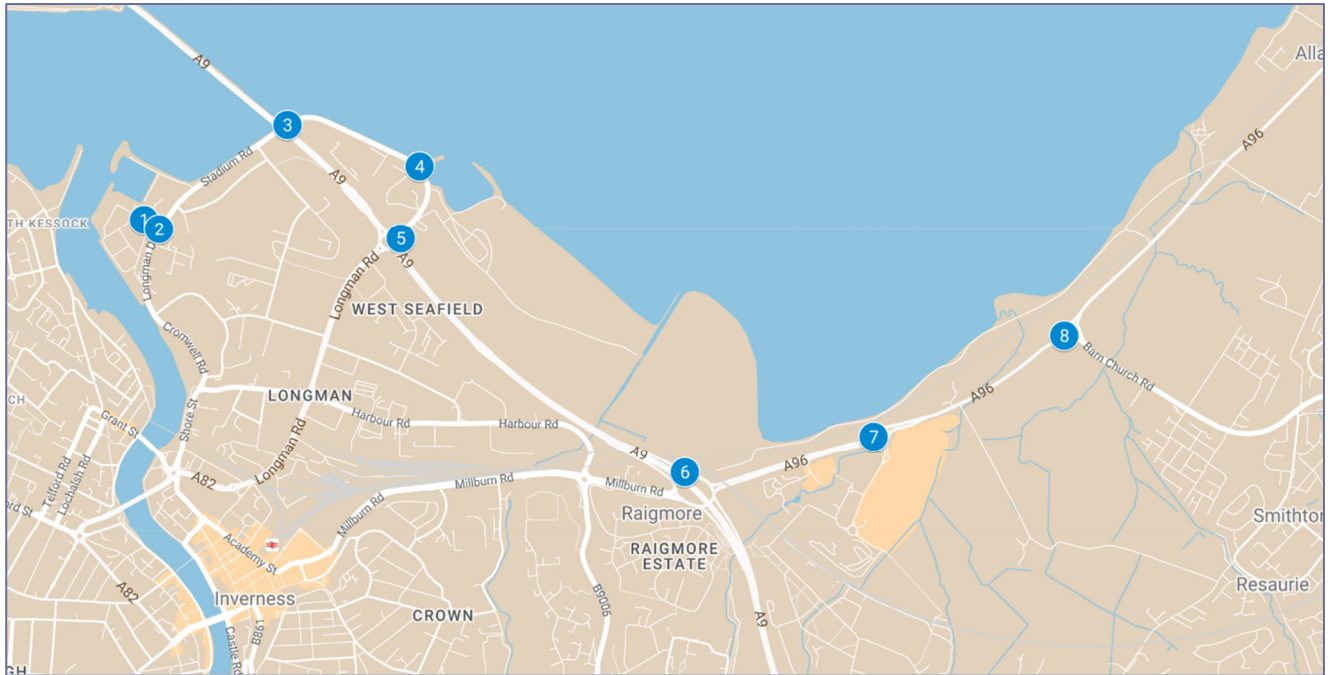 Alla
A9
3
A96
Stadium Rd
4
A9
1
2
TH KESSOCK
5
A9
Longman D
Longman Rd
WEST SEAFIELD
Cromwell Rd
8
Barn Church Rd
A96
LONGMAN
CH
Harbour Rd
Harbour Rd
Grant St
Shore St
7
A9
6
A96
Longman Rd
Telford Rd
Lochalsh Rd
A82
Millburn Rd
Millburn Rd
Raigmore
ord St
Millburn Rd
Smithton
Academy St
RAIGMORE
ESTATE
A82
Inverness
B9006
Resaurie
CROWN
A9
B861
Castle Rd
GH